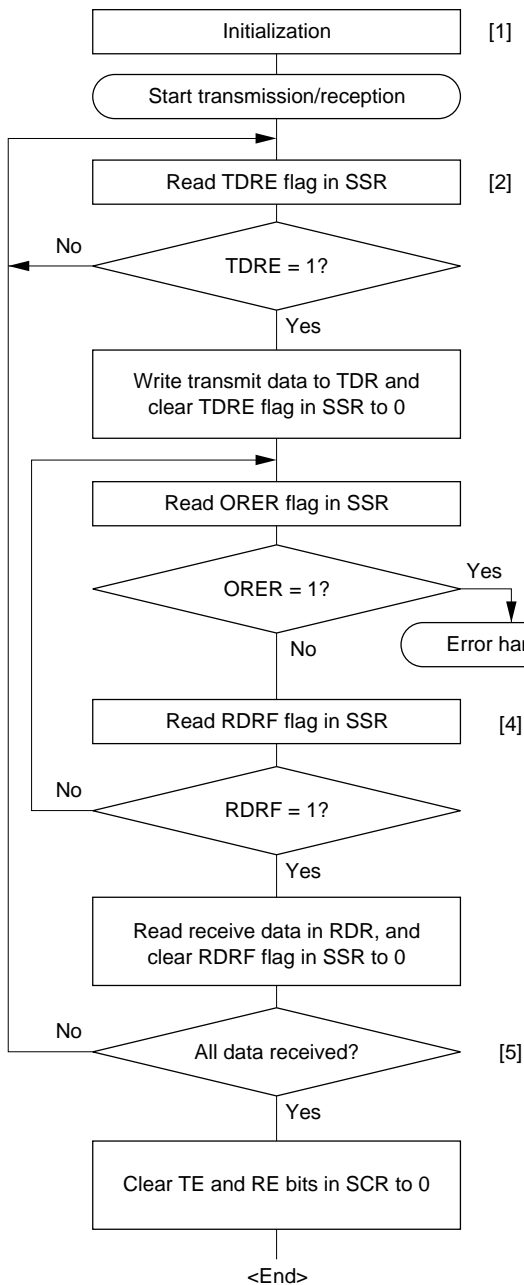 Initialization [1]
Start transmission/reception
Read TDRE flag in SSR [2]
No
TDRE = 1?
Yes
Write transmit data to TDR and
clear TDRE flag in SSR to 0
Read ORER flag in SSR
Yes
ORER = 1?
Error har
No
Read RDRF flag in SSR [4]
No
RDRF = 1?
Yes
Read receive data in RDR, and
clear RDRF flag in SSR to 0
No
All data received? [5]
Yes
Clear TE and RE bits in SCR to 0
<End>